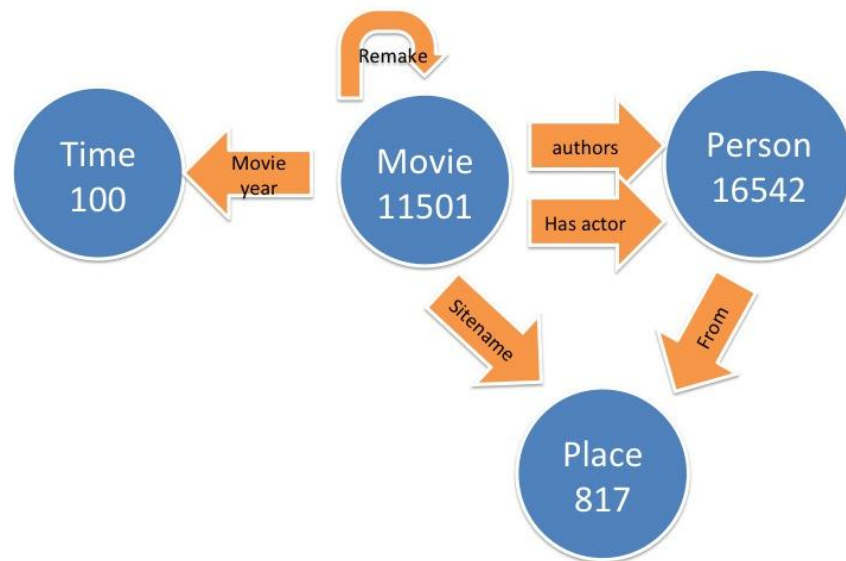 Remake
Time
100
Movie
year
Movie
11501
authors
Has actor
Person
16542
Sitename
From
Place
817